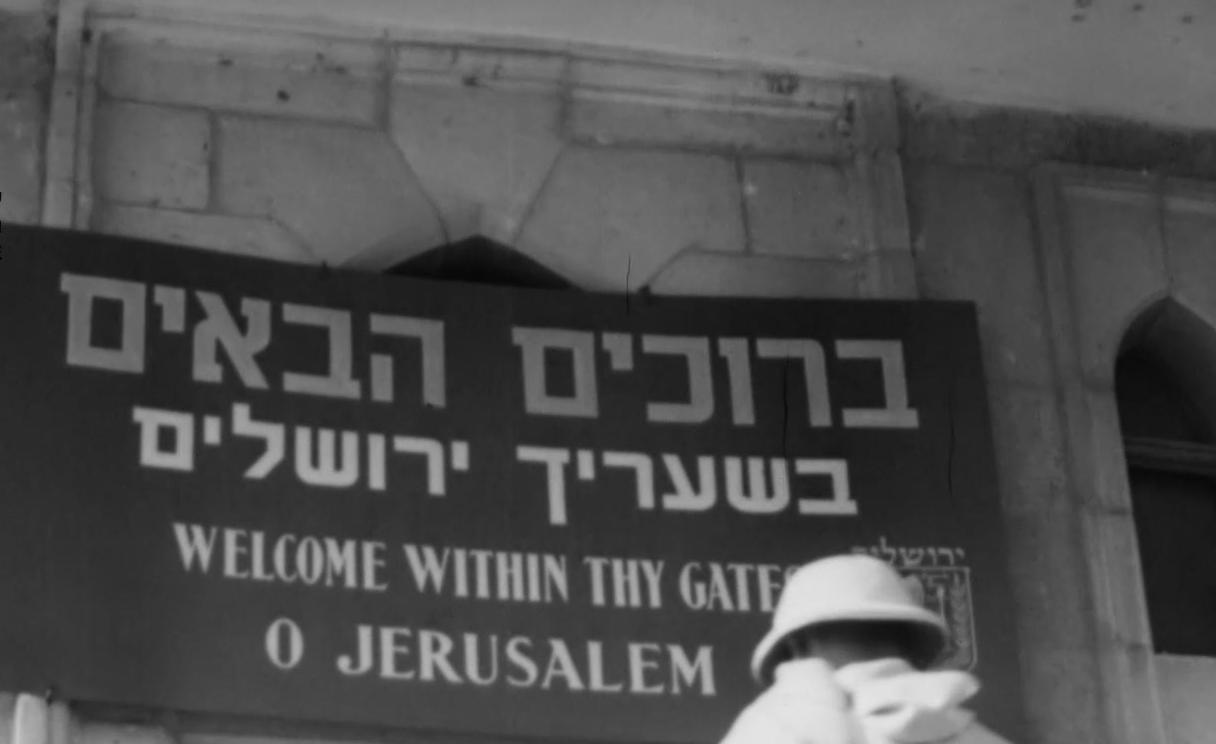 ברוכים הבאים
בשעריך ירושלים
WELCOME WITHIN THY GATES
O JERUSALEM
ירושלים